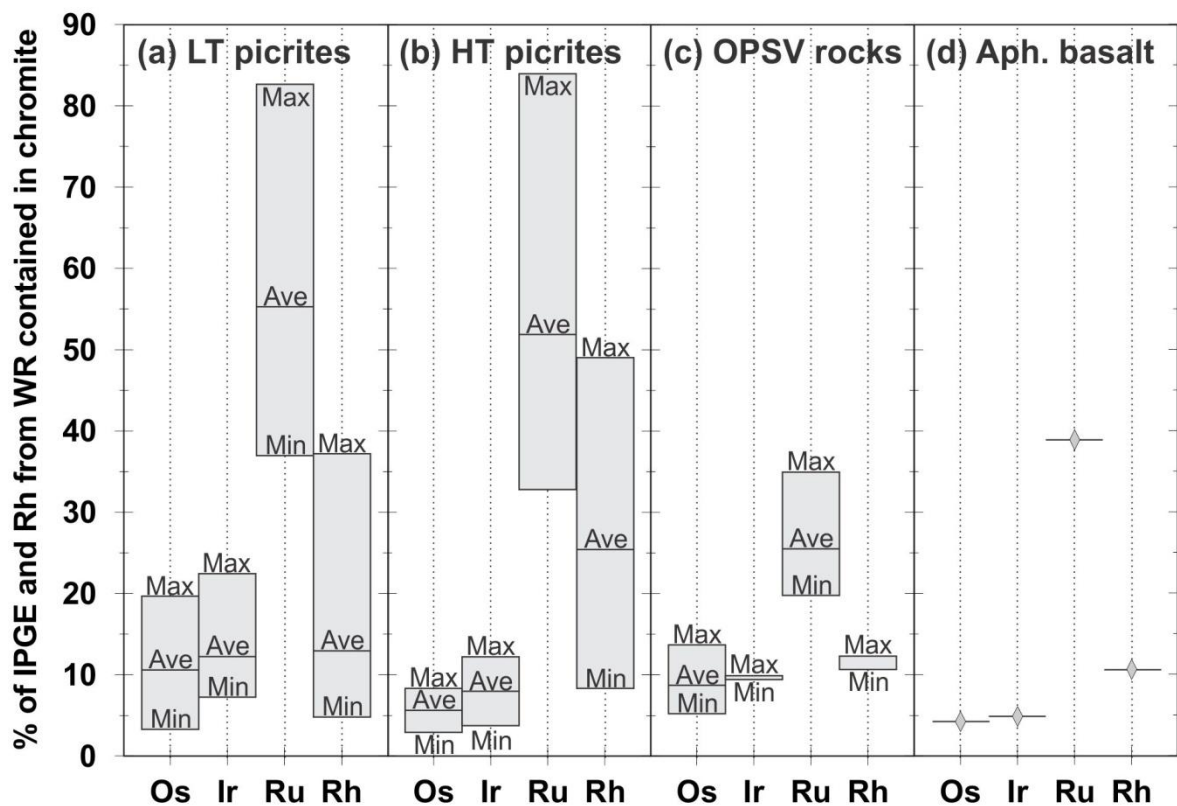 % of IPGE and Rh from WR contained in chromite
90
80
70
60
50
40
30
20
10
0
(a) LT picrites
Max
Ave
Min
Max
Ave
Min
Max
Ave
Min
Max
Ave
Min
Os Ir Ru Rh
(b) HT picrites
Max
Ave
Min
Max
Ave
Min
Max
Ave
Max
Ave
Min
Os Ir Ru Rh
(c) OPSV rocks
Max
Ave
Min
Max
Min
Max
Ave
Min
Max
Min
Os Ir Ru Rh
(d) Aph. basalt
Os Ir Ru Rh